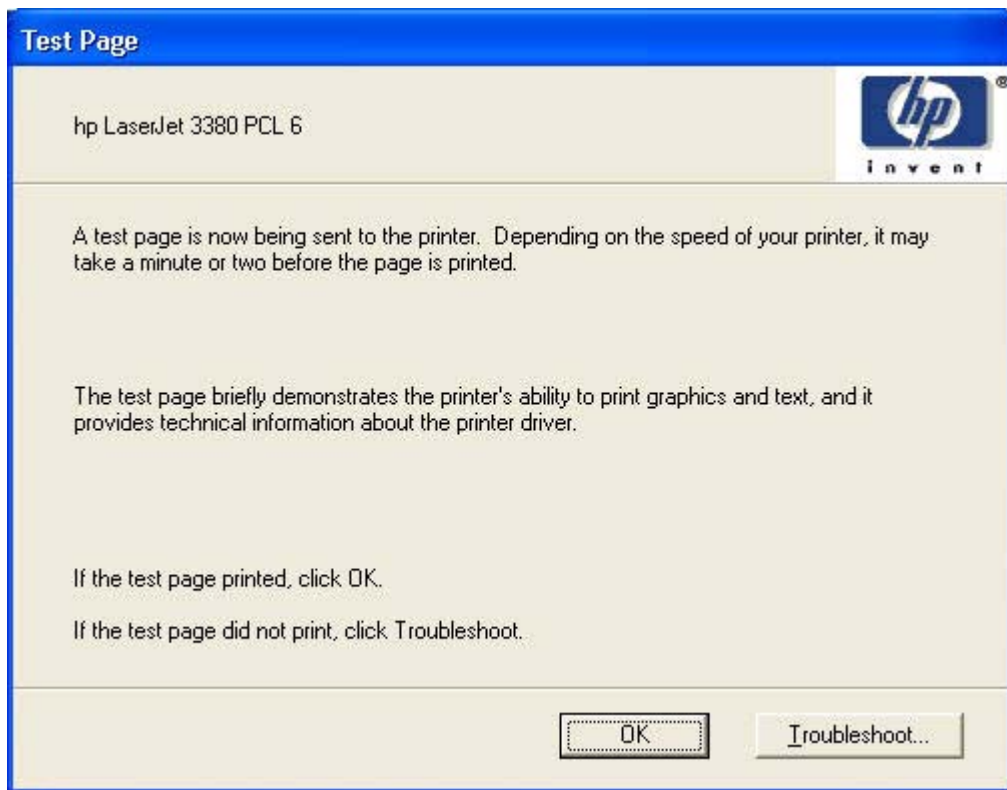 Test Page
hp LaserJet 3380 PCL 6
hp
®
invent
A test page is now being sent to the printer. Depending on the speed of your printer, it may
take a minute or two before the page is printed.
The test page briefly demonstrates the printer's ability to print graphics and text, and it
provides technical information about the printer driver.
If the test page printed, click OK.
If the test page did not print, click Troubleshoot.
OK
Troubleshoot...